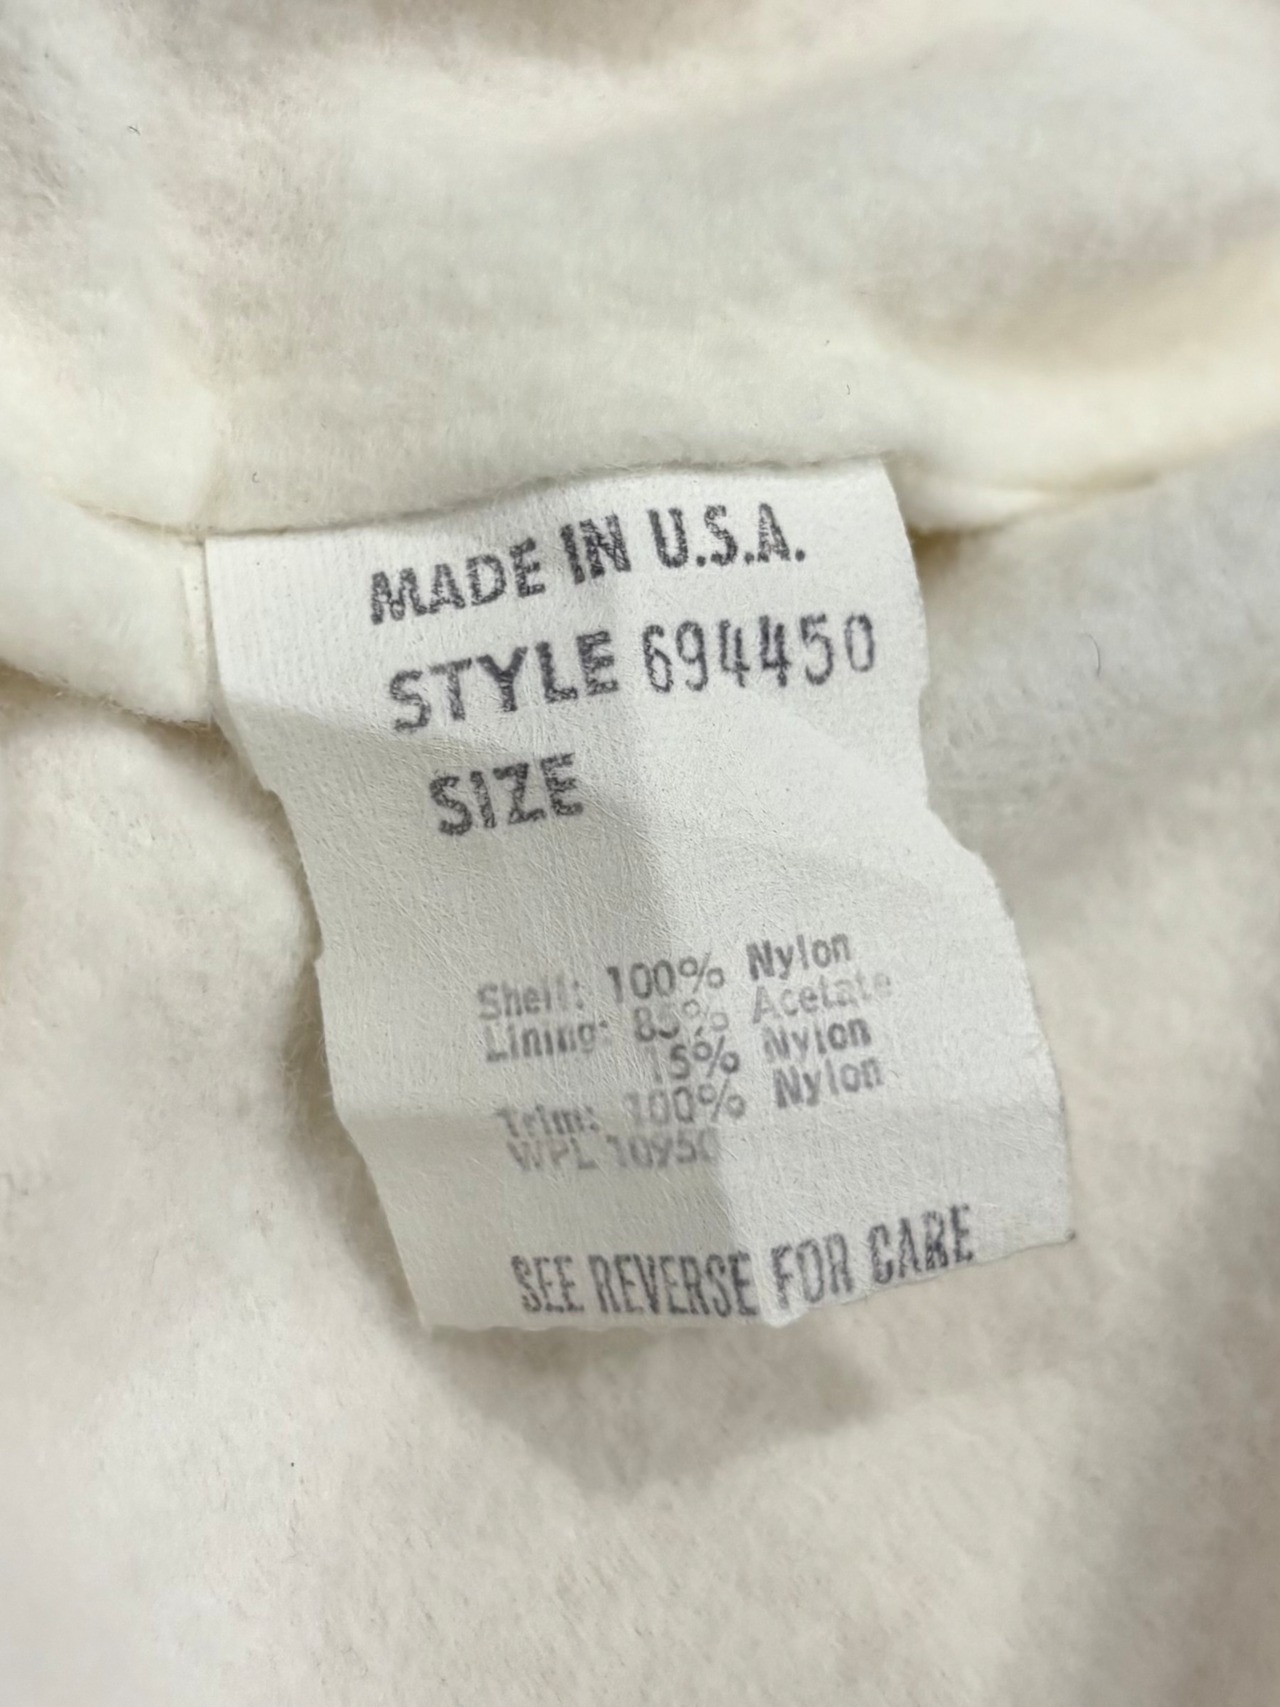 MADE IN U.S.A.
STYLE 694450
SIZE
Shell: 100% Nylon
Lining: 85% Acetate
15% Nylon
Trim: 100% Nylon
WPL 10950
SEE REVERSE FOR CARE